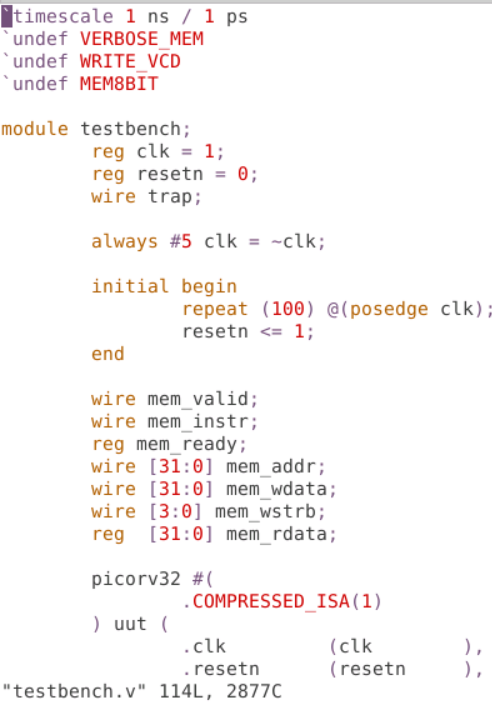 `timescale 1 ns / 1 ps
`undef VERBOSE_MEM
`undef WRITE_VCD
`undef MEM8BIT

module testbench;
        reg clk = 1;
        reg resetn = 0;
        wire trap;

        always #5 clk = ~clk;

        initial begin
                repeat (100) @(posedge clk);
                resetn <= 1;
        end

        wire mem_valid;
        wire mem_instr;
        reg mem_ready;
        wire [31:0] mem_addr;
        wire [31:0] mem_wdata;
        wire [3:0] mem_wstrb;
        reg  [31:0] mem_rdata;

        picorv32 #(
                .COMPRESSED_ISA(1)
        ) uut (
                .clk         (clk        ),
                .resetn      (resetn     ),
"testbench.v" 114L, 2877C